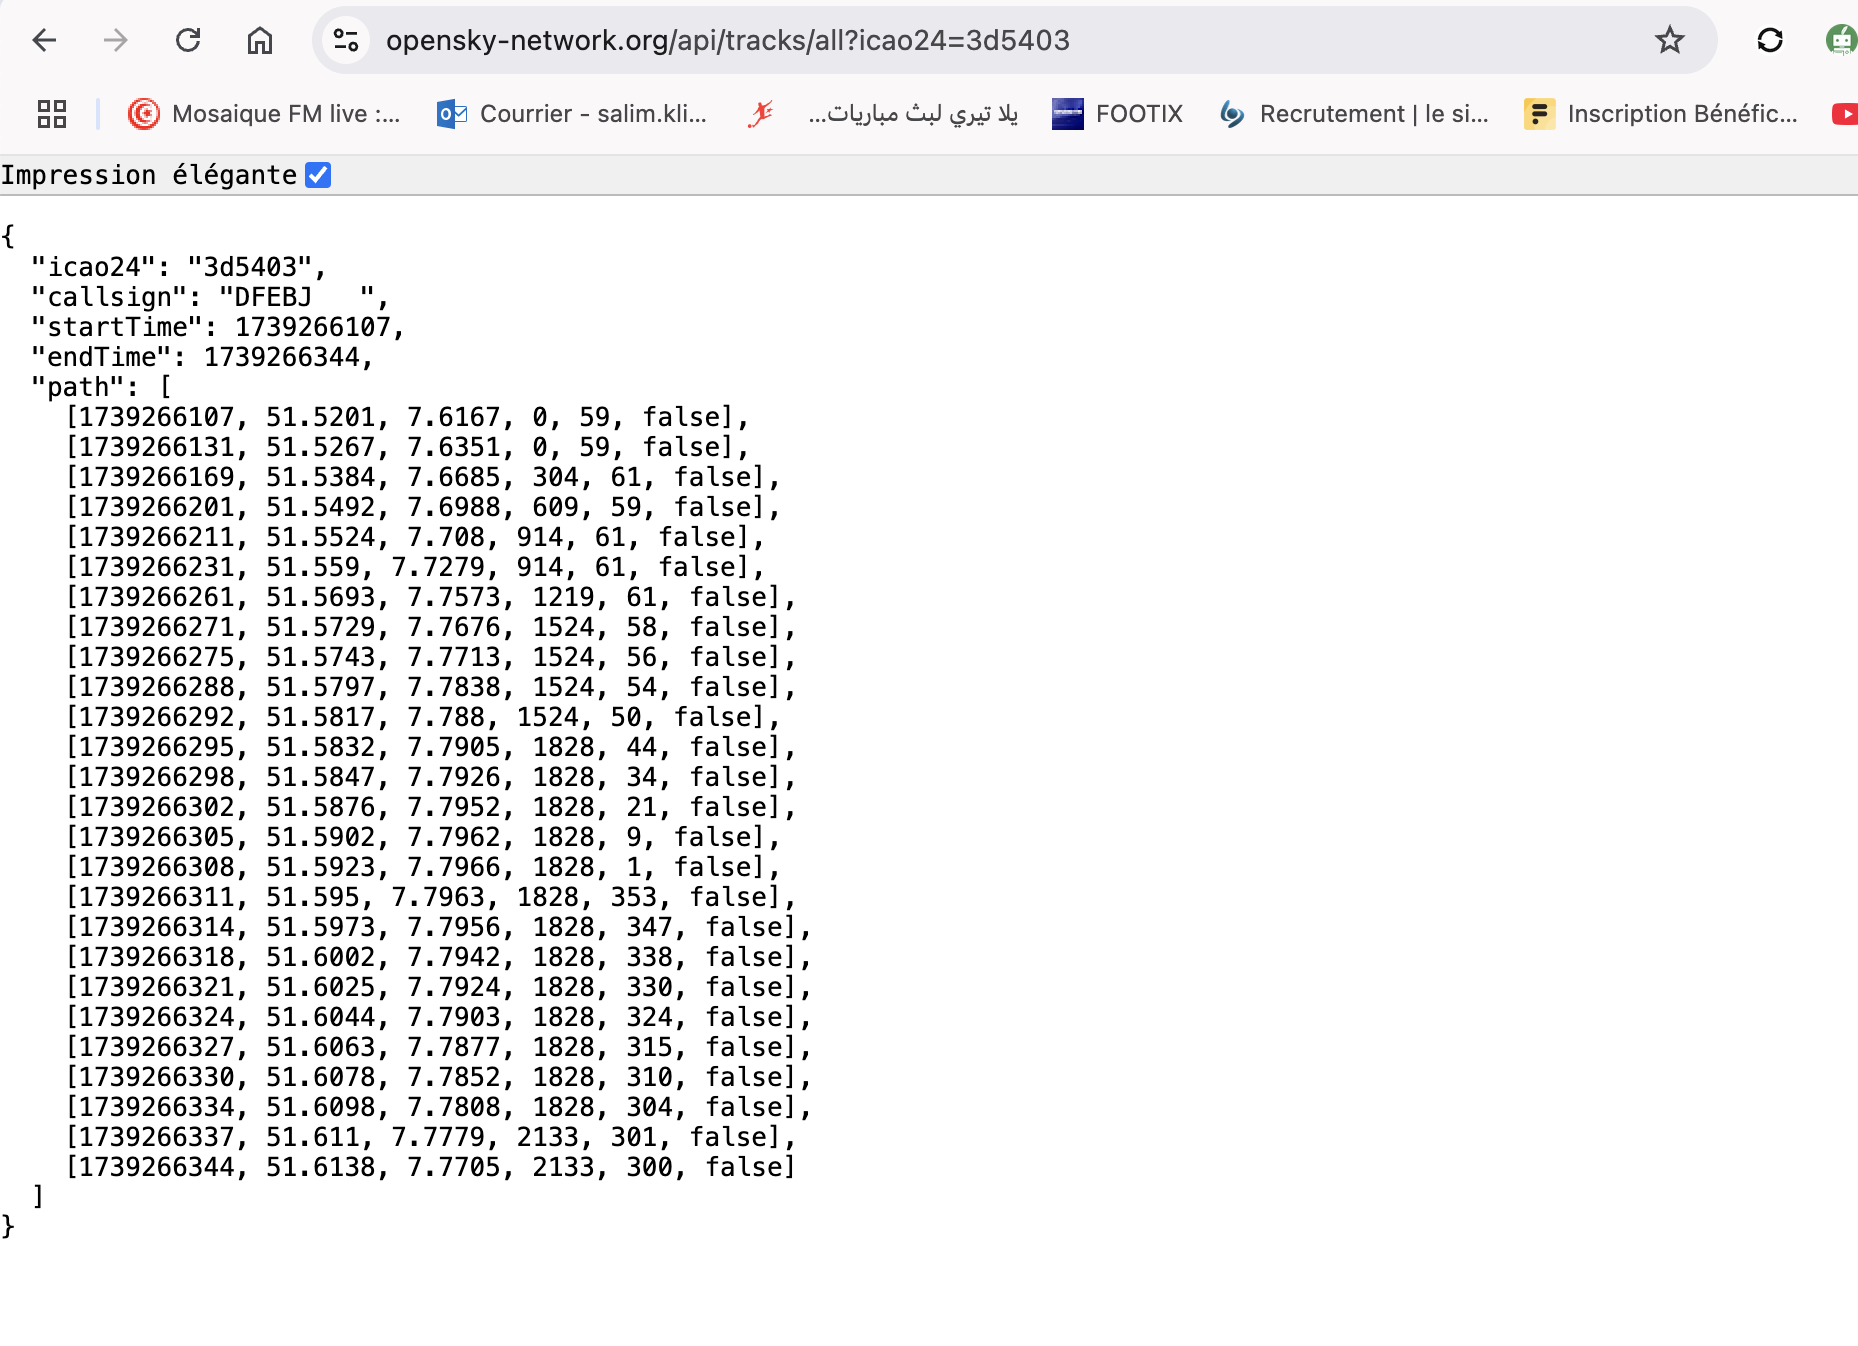 opensky-network.org/api/tracks/all?icao24=3d5403
Mosaique FM live :... Courrier - salim.kli... يلا تيري لبث مباريات... FOOTIX Recrutement | le si... Inscription Bénéfic...
Impression élégante
{
  "icao24": "3d5403",
  "callsign": "DFEBJ   ",
  "startTime": 1739266107,
  "endTime": 1739266344,
  "path": [
    [1739266107, 51.5201, 7.6167, 0, 59, false],
    [1739266131, 51.5267, 7.6351, 0, 59, false],
    [1739266169, 51.5384, 7.6685, 304, 61, false],
    [1739266201, 51.5492, 7.6988, 609, 59, false],
    [1739266211, 51.5524, 7.708, 914, 61, false],
    [1739266231, 51.559, 7.7279, 914, 61, false],
    [1739266261, 51.5693, 7.7573, 1219, 61, false],
    [1739266271, 51.5729, 7.7676, 1524, 58, false],
    [1739266275, 51.5743, 7.7713, 1524, 56, false],
    [1739266288, 51.5797, 7.7838, 1524, 54, false],
    [1739266292, 51.5817, 7.788, 1524, 50, false],
    [1739266295, 51.5832, 7.7905, 1828, 44, false],
    [1739266298, 51.5847, 7.7926, 1828, 34, false],
    [1739266302, 51.5876, 7.7952, 1828, 21, false],
    [1739266305, 51.5902, 7.7962, 1828, 9, false],
    [1739266308, 51.5923, 7.7966, 1828, 1, false],
    [1739266311, 51.595, 7.7963, 1828, 353, false],
    [1739266314, 51.5973, 7.7956, 1828, 347, false],
    [1739266318, 51.6002, 7.7942, 1828, 338, false],
    [1739266321, 51.6025, 7.7924, 1828, 330, false],
    [1739266324, 51.6044, 7.7903, 1828, 324, false],
    [1739266327, 51.6063, 7.7877, 1828, 315, false],
    [1739266330, 51.6078, 7.7852, 1828, 310, false],
    [1739266334, 51.6098, 7.7808, 1828, 304, false],
    [1739266337, 51.611, 7.7779, 2133, 301, false],
    [1739266344, 51.6138, 7.7705, 2133, 300, false]
  ]
}